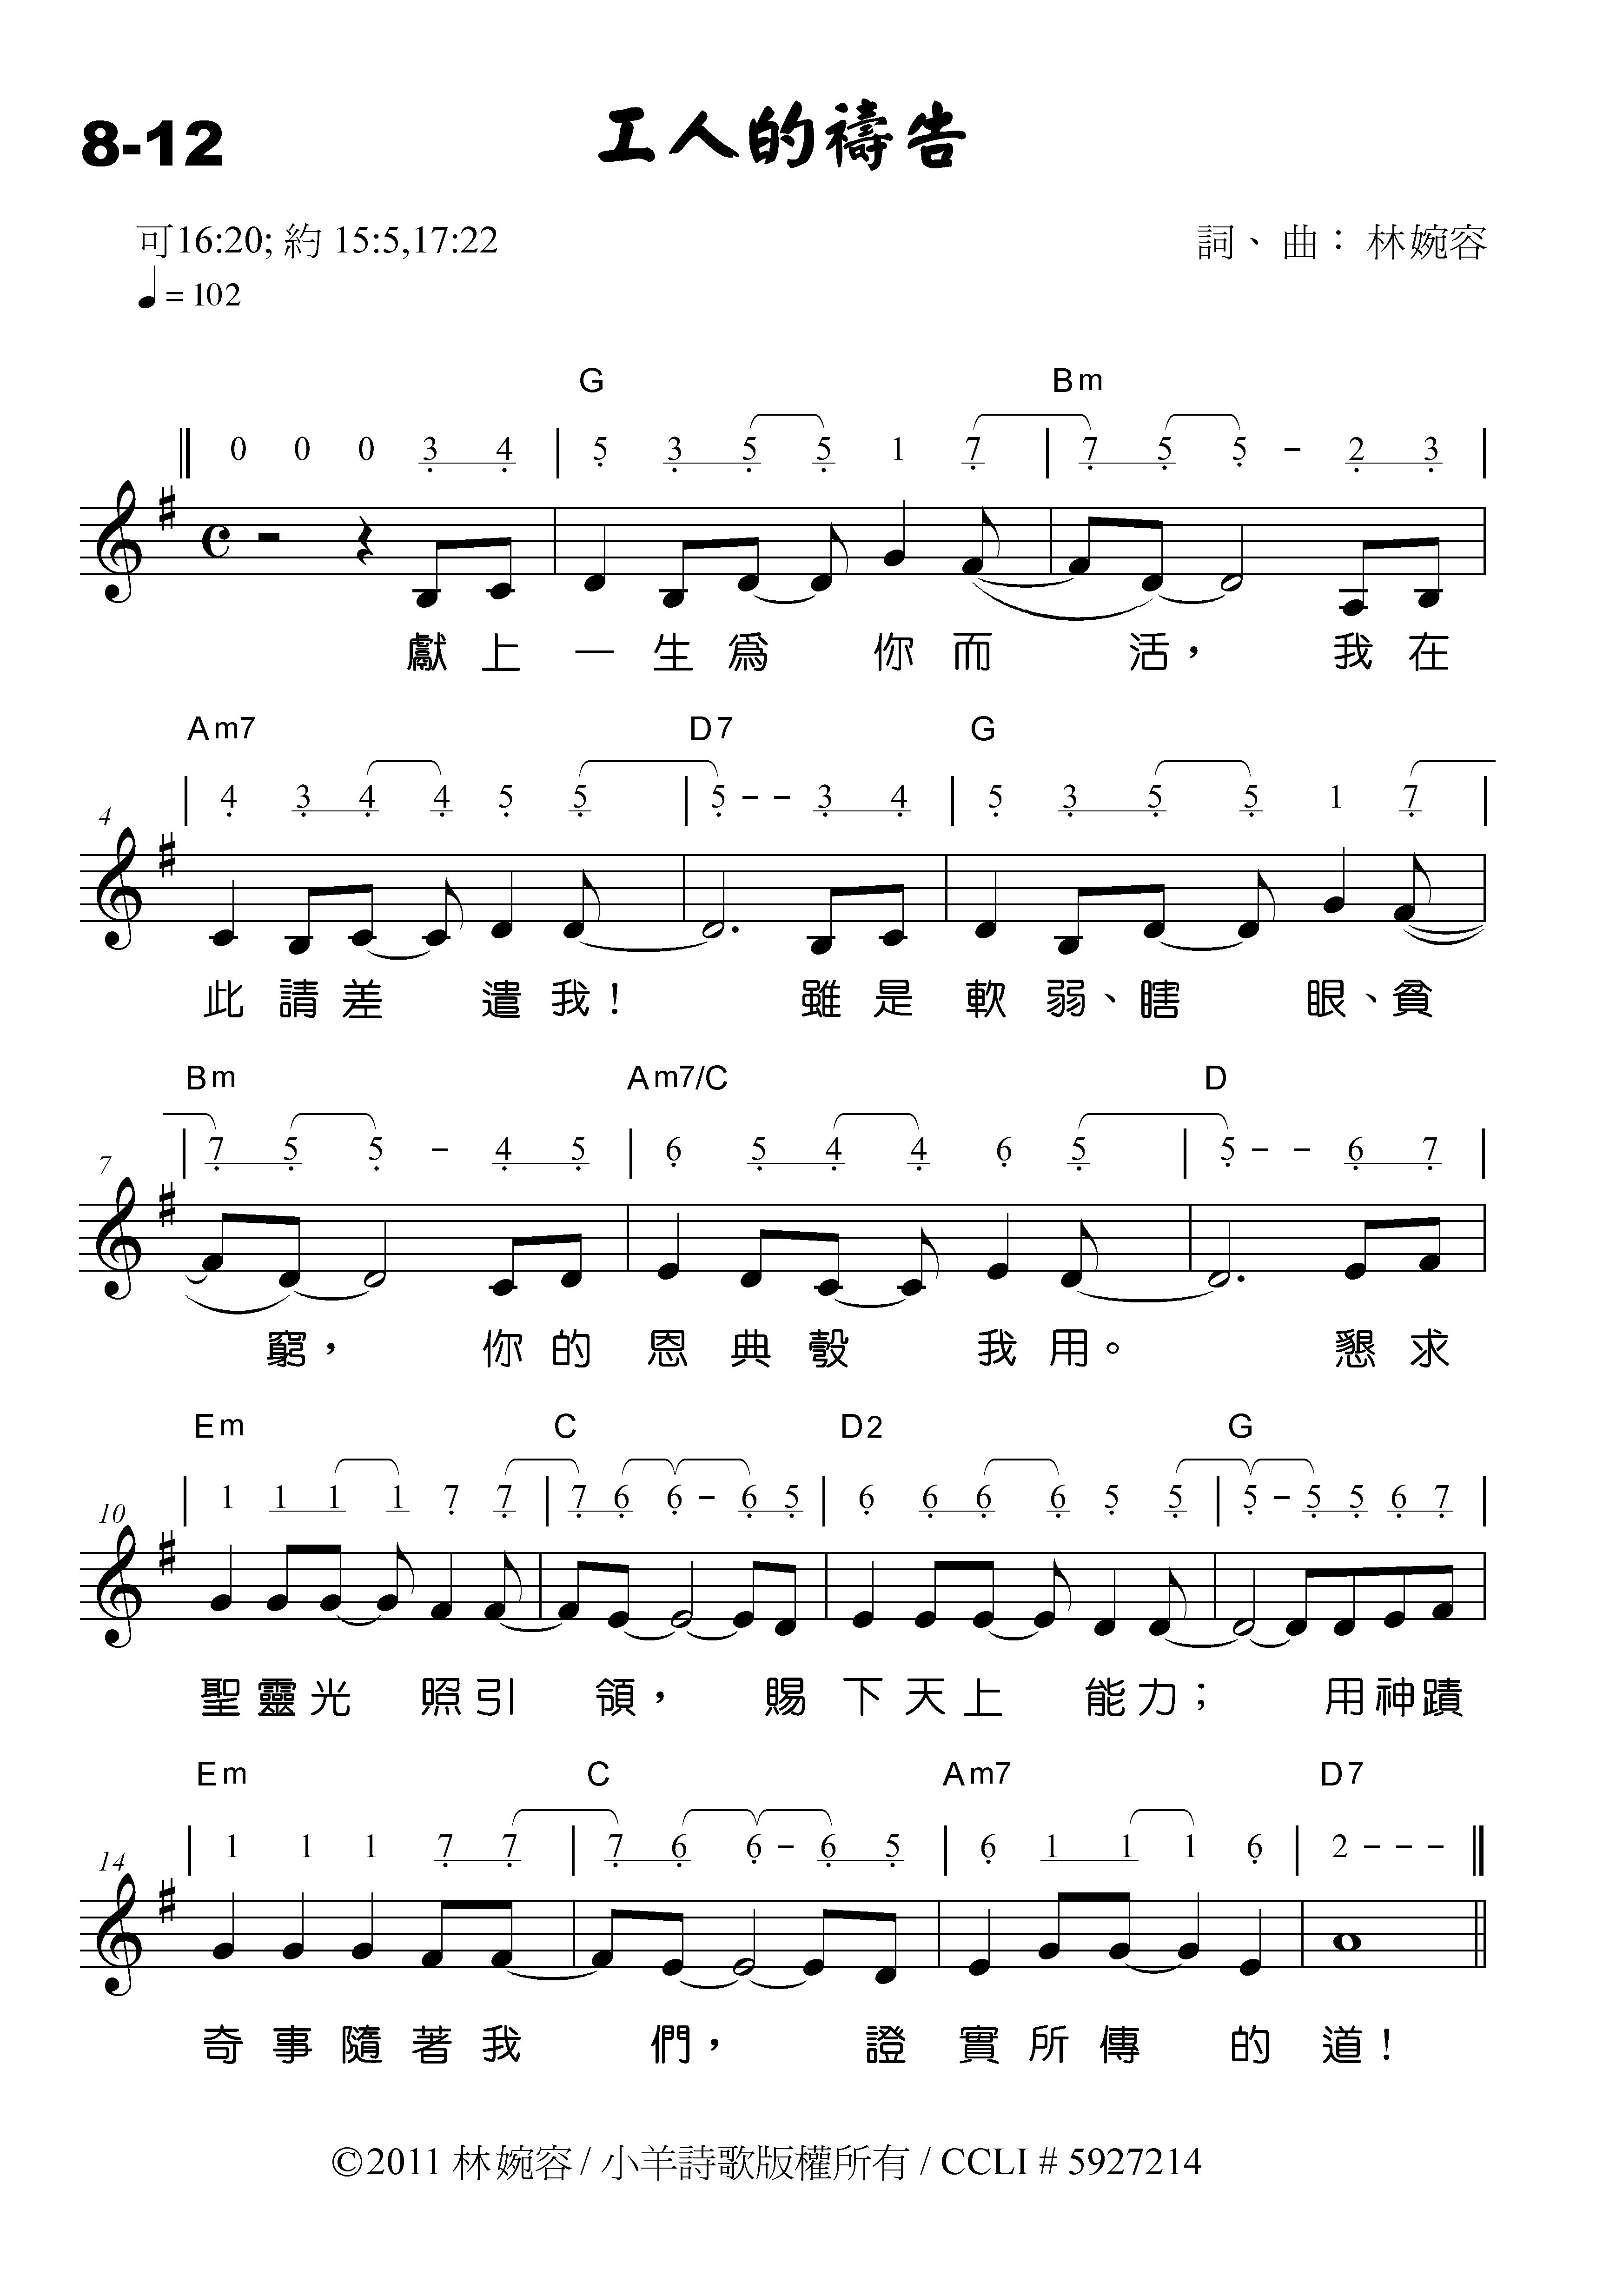 8-12
工人的禱告
可16:20; 約 15:5,17:22
詞、曲： 林婉容
♩= 102
G Bm
0 0 0 3 4 | 5 3 5 5 1 7 | 7 5 5 - 2 3 |
獻 上 一 生 為 你 而 活， 我 在
Am7 D7 G
| 4 3 4 4 5 5 | 5 - - 3 4 | 5 3 5 5 1 7 |
4
此 請 差 遣 我！ 雖 是 軟 弱、瞎 眼、貧
Bm Am7/C D
| 7 5 5 - 4 5 | 6 5 4 4 6 5 | 5 - - 6 7 |
7
窮， 你 的 恩 典 彀 我 用。 懇 求
Em C D2 G
| 1 1 1 1 7 7 | 7 6 6 - 6 5 | 6 6 6 6 5 5 | 5 - 5 5 6 7 |
10
聖 靈 光 照 引 領， 賜 下 天 上 能 力； 用 神 蹟
Em C Am7 D7
| 1 1 1 7 7 | 7 6 6 - 6 5 | 6 1 1 1 6 | 2 - - - ||
14
奇 事 隨 著 我 們， 證 實 所 傳 的 道！
©2011 林婉容 / 小羊詩歌版權所有 / CCLI # 5927214